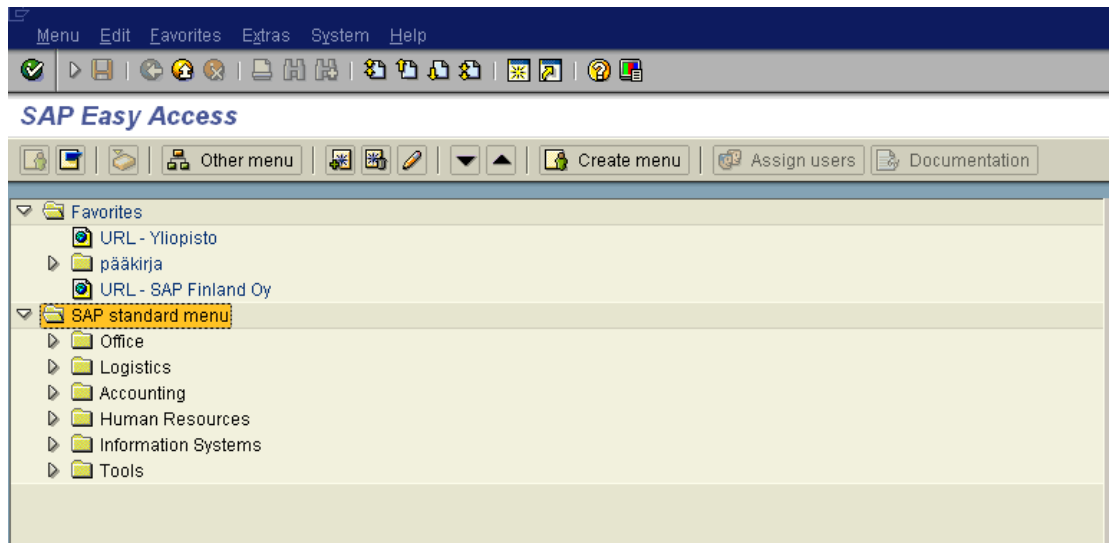 Menu Edit Favorites Extras System Help
SAP Easy Access
Other menu Create menu Assign users Documentation
Favorites
URL - Yliopisto
pääkirja
URL - SAP Finland Oy
SAP standard menu
Office
Logistics
Accounting
Human Resources
Information Systems
Tools